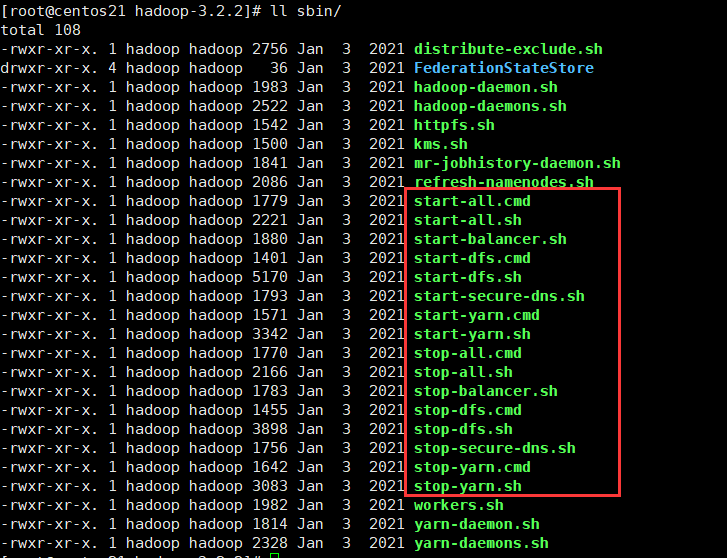 [root@centos21 hadoop-3.2.2]# ll sbin/
total 108
-rwxr-xr-x. 1 hadoop hadoop 2756 Jan  3  2021 distribute-exclude.sh
drwxr-xr-x. 4 hadoop hadoop   36 Jan  3  2021 FederationStateStore
-rwxr-xr-x. 1 hadoop hadoop 1983 Jan  3  2021 hadoop-daemon.sh
-rwxr-xr-x. 1 hadoop hadoop 2522 Jan  3  2021 hadoop-daemons.sh
-rwxr-xr-x. 1 hadoop hadoop 1542 Jan  3  2021 httpfs.sh
-rwxr-xr-x. 1 hadoop hadoop 1500 Jan  3  2021 kms.sh
-rwxr-xr-x. 1 hadoop hadoop 1841 Jan  3  2021 mr-jobhistory-daemon.sh
-rwxr-xr-x. 1 hadoop hadoop 2086 Jan  3  2021 refresh-namenodes.sh
-rwxr-xr-x. 1 hadoop hadoop 1779 Jan  3  2021 start-all.cmd
-rwxr-xr-x. 1 hadoop hadoop 2221 Jan  3  2021 start-all.sh
-rwxr-xr-x. 1 hadoop hadoop 1880 Jan  3  2021 start-balancer.sh
-rwxr-xr-x. 1 hadoop hadoop 1401 Jan  3  2021 start-dfs.cmd
-rwxr-xr-x. 1 hadoop hadoop 5170 Jan  3  2021 start-dfs.sh
-rwxr-xr-x. 1 hadoop hadoop 1793 Jan  3  2021 start-secure-dns.sh
-rwxr-xr-x. 1 hadoop hadoop 1571 Jan  3  2021 start-yarn.cmd
-rwxr-xr-x. 1 hadoop hadoop 3342 Jan  3  2021 start-yarn.sh
-rwxr-xr-x. 1 hadoop hadoop 1770 Jan  3  2021 stop-all.cmd
-rwxr-xr-x. 1 hadoop hadoop 2166 Jan  3  2021 stop-all.sh
-rwxr-xr-x. 1 hadoop hadoop 1783 Jan  3  2021 stop-balancer.sh
-rwxr-xr-x. 1 hadoop hadoop 1455 Jan  3  2021 stop-dfs.cmd
-rwxr-xr-x. 1 hadoop hadoop 3898 Jan  3  2021 stop-dfs.sh
-rwxr-xr-x. 1 hadoop hadoop 1756 Jan  3  2021 stop-secure-dns.sh
-rwxr-xr-x. 1 hadoop hadoop 1642 Jan  3  2021 stop-yarn.cmd
-rwxr-xr-x. 1 hadoop hadoop 3083 Jan  3  2021 stop-yarn.sh
-rwxr-xr-x. 1 hadoop hadoop 1982 Jan  3  2021 workers.sh
-rwxr-xr-x. 1 hadoop hadoop 1814 Jan  3  2021 yarn-daemon.sh
-rwxr-xr-x. 1 hadoop hadoop 2328 Jan  3  2021 yarn-daemons.sh